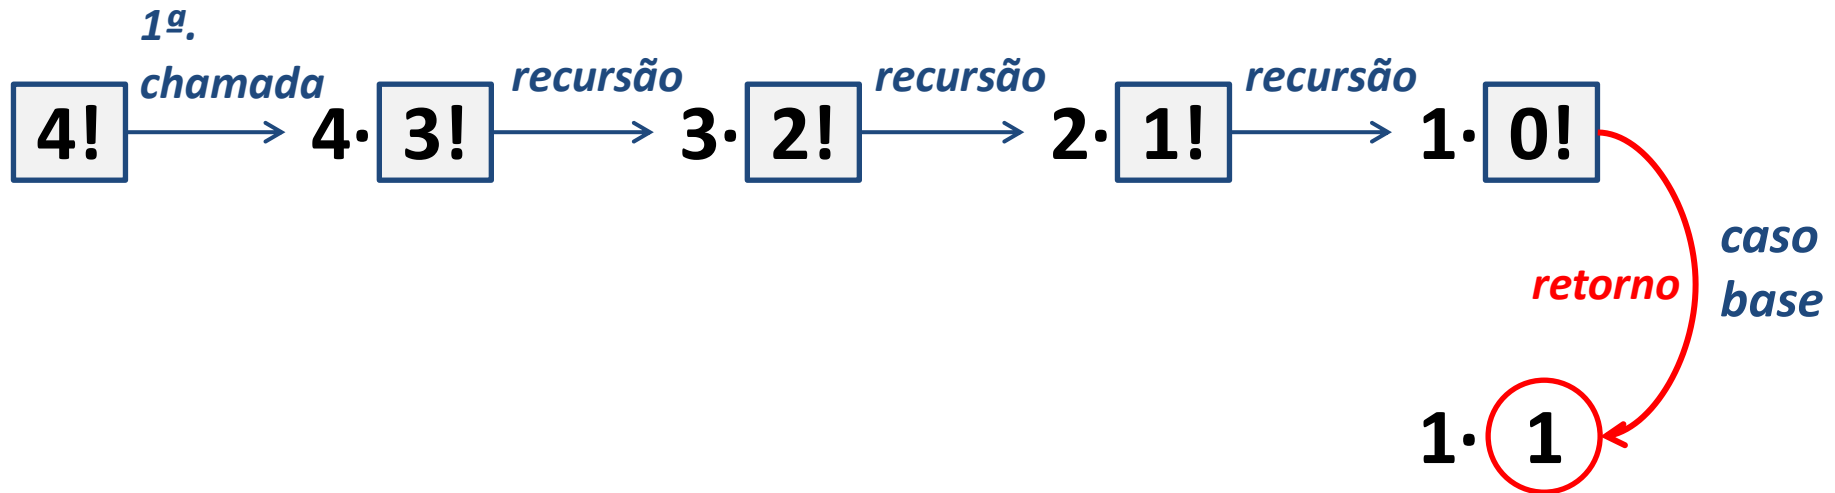 1ª.
chamada recursão recursão recursão
4! 4· 3! 3· 2! 2· 1! 1· 0!
caso
retorno
base
1· 1